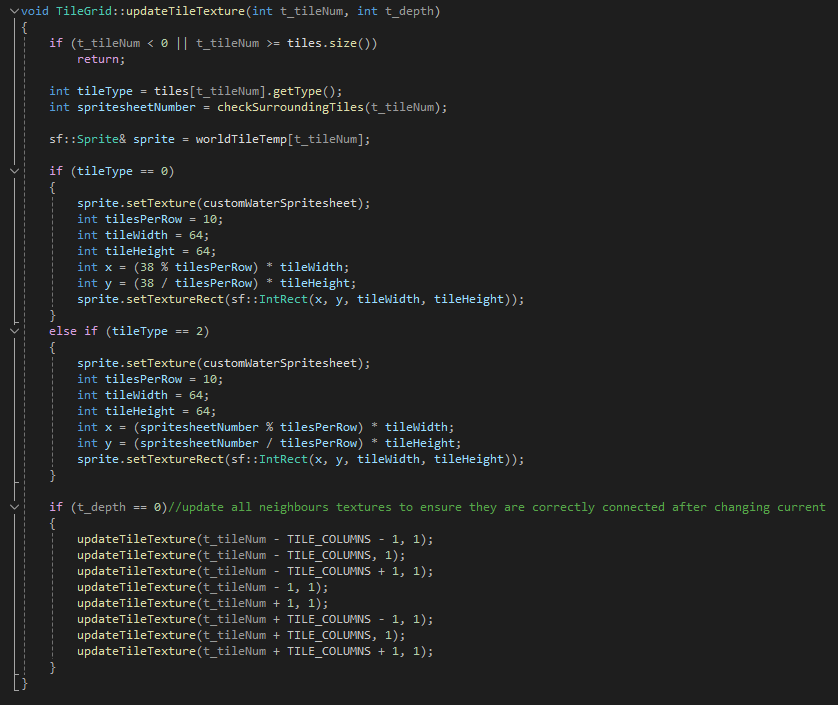 void TileGrid::updateTileTexture(int t_tileNum, int t_depth)
{
    if (t_tileNum < 0 || t_tileNum >= tiles.size())
        return;

    int tileType = tiles[t_tileNum].getType();
    int spritesheetNumber = checkSurroundingTiles(t_tileNum);

    sf::Sprite& sprite = worldTileTemp[t_tileNum];

    if (tileType == 0)
    {
        sprite.setTexture(customWaterSpritesheet);
        int tilesPerRow = 10;
        int tileWidth = 64;
        int tileHeight = 64;
        int x = (38 % tilesPerRow) * tileWidth;
        int y = (38 / tilesPerRow) * tileHeight;
        sprite.setTextureRect(sf::IntRect(x, y, tileWidth, tileHeight));
    }
    else if (tileType == 2)
    {
        sprite.setTexture(customWaterSpritesheet);
        int tilesPerRow = 10;
        int tileWidth = 64;
        int tileHeight = 64;
        int x = (spritesheetNumber % tilesPerRow) * tileWidth;
        int y = (spritesheetNumber / tilesPerRow) * tileHeight;
        sprite.setTextureRect(sf::IntRect(x, y, tileWidth, tileHeight));
    }

    if (t_depth == 0)//update all neighbours textures to ensure they are correctly connected after changing current
    {
        updateTileTexture(t_tileNum - TILE_COLUMNS - 1, 1);
        updateTileTexture(t_tileNum - TILE_COLUMNS, 1);
        updateTileTexture(t_tileNum - TILE_COLUMNS + 1, 1);
        updateTileTexture(t_tileNum - 1, 1);
        updateTileTexture(t_tileNum + 1, 1);
        updateTileTexture(t_tileNum + TILE_COLUMNS - 1, 1);
        updateTileTexture(t_tileNum + TILE_COLUMNS, 1);
        updateTileTexture(t_tileNum + TILE_COLUMNS + 1, 1);
    }
}